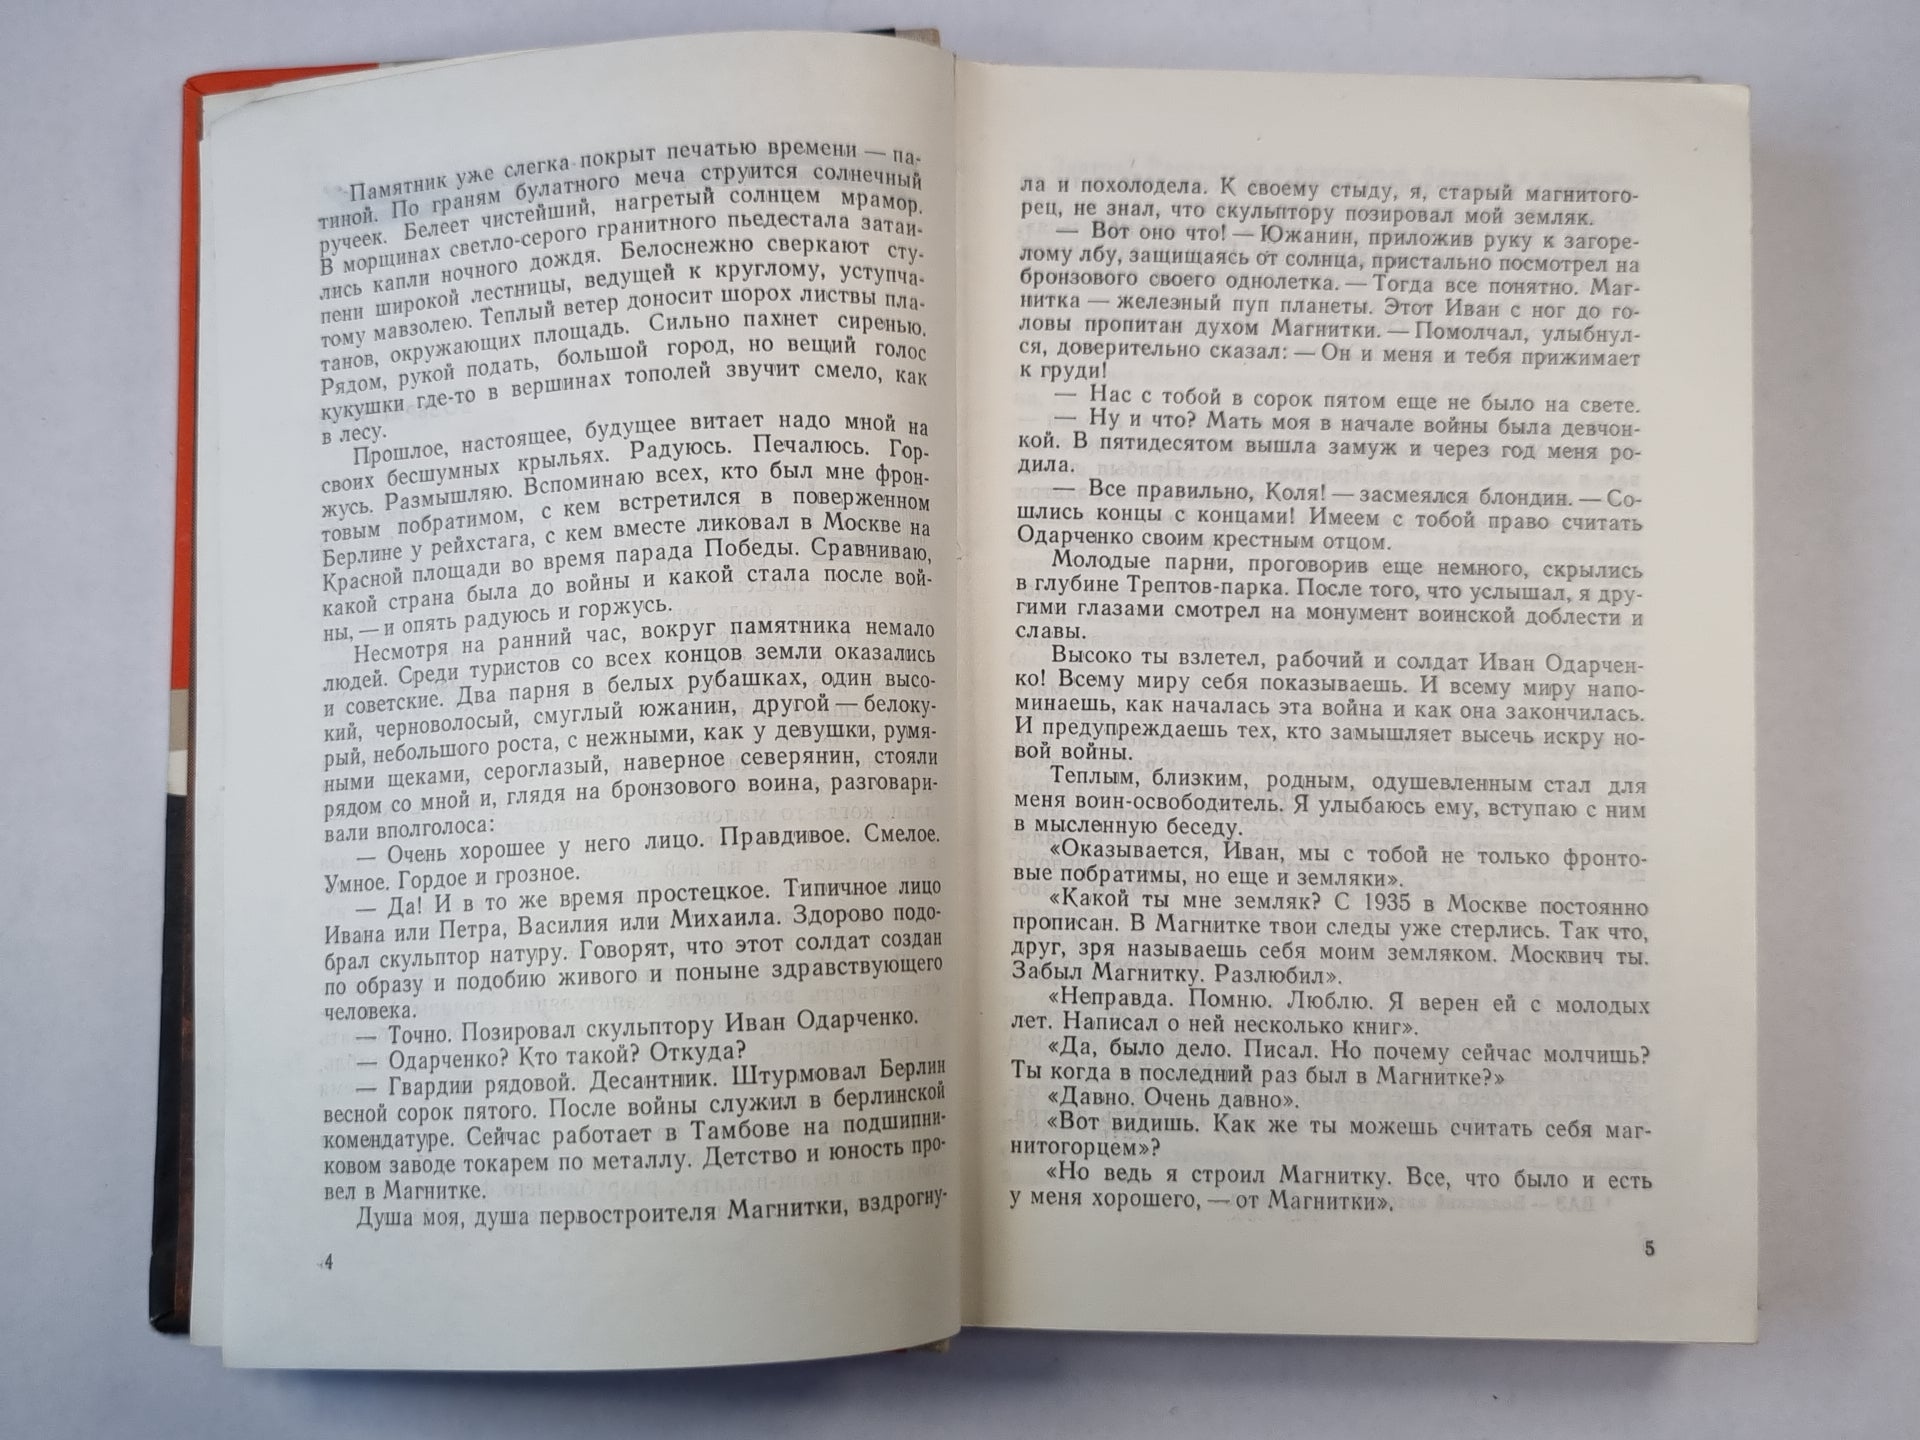 Памятник уже слегка покрыт печатью времени — па-
тиной. По граням булатного меча струится солнечный
ручеек. Белеет чистейший, нагретый солнцем мрамор.
В морщинах светло-серого гранитного пьедестала затаи-
лись капли ночного дождя. Белоснежно сверкают сту-
пени широкой лестницы, ведущей к круглому, уступча-
тому мавзолею. Теплый ветер доносит шорох листвы пла-
танов, окружающих площадь. Сильно пахнет сиренью.
Рядом, рукой подать, большой город, но вещий голос
кукушки где-то в вершинах тополей звучит смело, как
в лесу.
Прошлое, настоящее, будущее витает надо мной на
своих бесшумных крыльях. Радуюсь. Печалюсь. Гор-
жусь. Размышляю. Вспоминаю всех, кто был мне фрон-
товым побратимом, с кем встретился в поверженном
Берлине у рейхстага, с кем вместе ликовал в Москве на
Красной площади во время парада Победы. Сравниваю,
какой страна была до войны и какой стала после вой-
ны, — и опять радуюсь и горжусь.
Несмотря на ранний час, вокруг памятника немало
людей. Среди туристов со всех концов земли оказались
и советские. Два парня в белых рубашках, один высо-
кий, черноволосый, смуглый южанин, другой — белоку-
рый, небольшого роста, с нежными, как у девушки, румя-
ными щеками, сероглазый, наверное северянин, стояли
рядом со мной и, глядя на бронзового воина, разговари-
вали вполголоса:
— Очень хорошее у него лицо. Правдивое. Смелое.
Умное. Гордое и грозное.
— Да! И в то же время простецкое. Типичное лицо
Ивана или Петра, Василия или Михаила. Здорово подо-
брал скульптор натуру. Говорят, что этот солдат создан
по образу и подобию живого и поныне здравствующего
человека.
— Точно. Позировал скульптору Иван Одарченко.
— Одарченко? Кто такой? Откуда?
— Гвардии рядовой. Десантник. Штурмовал Берлин
весной сорок пятого. После войны служил в берлинской
комендатуре. Сейчас работает в Тамбове на подшипни-
ковом заводе токарем по металлу. Детство и юность про-
вел в Магнитке.
Душа моя, душа первостроителя Магнитки, вздрогну-
4
ла и похолодела. К своему стыду, я, старый магнитого-
рец, не знал, что скульптору позировал мой земляк.
— Вот оно что! — Южанин, приложив руку к загоре-
лому лбу, защищаясь от солнца, пристально посмотрел на
бронзового своего однолетка. — Тогда все понятно. Маг-
нитка — железный пуп планеты. Этот Иван с ног до го-
ловы пропитан духом Магнитки. — Помолчал, улыбнул-
ся, доверительно сказал: — Он и меня и тебя прижимает
к груди!
— Нас с тобой в сорок пятом еще не было на свете.
— Ну и что? Мать моя в начале войны была девчон-
кой. В пятидесятом вышла замуж и через год меня ро-
дила.
— Все правильно, Коля! — засмеялся блондин. — Со-
шлись концы с концами! Имеем с тобой право считать
Одарченко своим крестным отцом.
Молодые парни, проговорив еще немного, скрылись
в глубине Трептов-парка. После того, что услышал, я дру-
гими глазами смотрел на монумент воинской доблести и
славы.
Высоко ты взлетел, рабочий и солдат Иван Одарчен-
ко! Всему миру себя показываешь. И всему миру напо-
минаешь, как началась эта война и как она закончилась.
И предупреждаешь тех, кто замышляет высечь искру но-
вой войны.
Теплым, близким, родным, одушевленным стал для
меня воин-освободитель. Я улыбаюсь ему, вступаю с ним
в мысленную беседу.
«Оказывается, Иван, мы с тобой не только фронто-
вые побратимы, но еще и земляки».
«Какой ты мне земляк? С 1935 в Москве постоянно
прописан. В Магнитке твои следы уже стерлись. Так что,
друг, зря называешь себя моим земляком. Москвич ты.
Забыл Магнитку. Разлюбил».
«Неправда. Помню. Люблю. Я верен ей с молодых
лет. Написал о ней несколько книг».
«Да, было дело. Писал. Но почему сейчас молчишь?
Ты когда в последний раз был в Магнитке?»
«Давно. Очень давно».
«Вот видишь. Как же ты можешь считать себя маг-
нитогорцем»?
«Но ведь я строил Магнитку. Все, что было и есть
у меня хорошего, — от Магнитки».
5